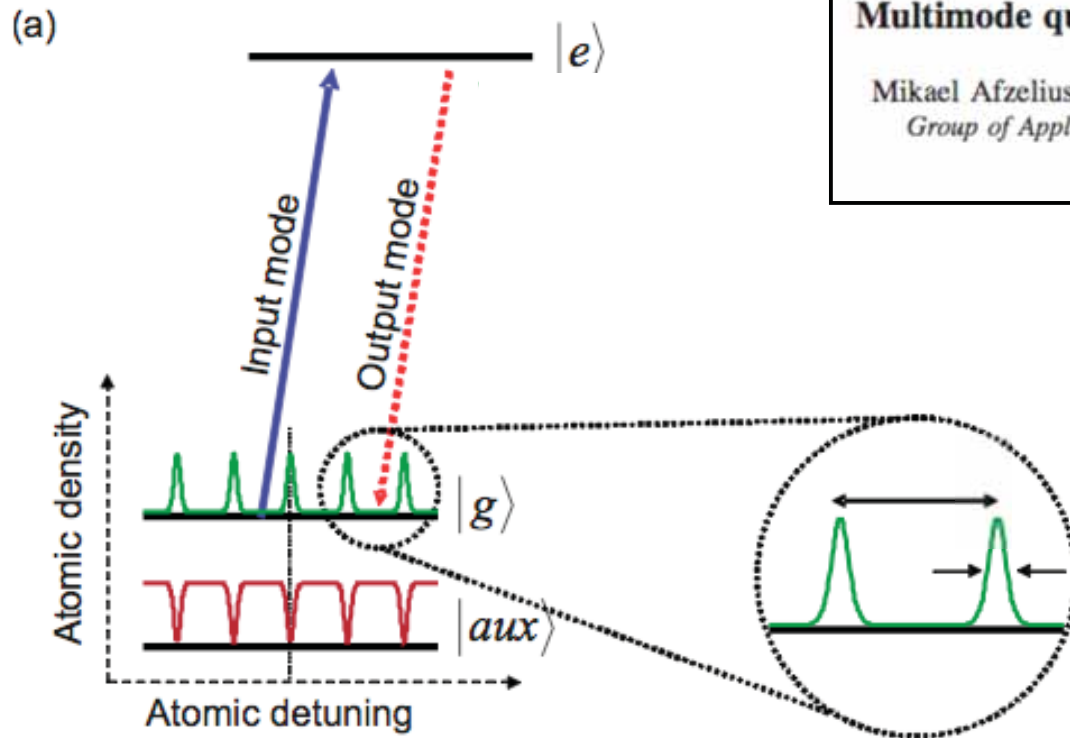 (a)
|e⟩
Multimode qu
Mikael Afzelius
Group of Appl
Input mode
Output mode
Atomic density
|g⟩
|aux⟩
Atomic detuning